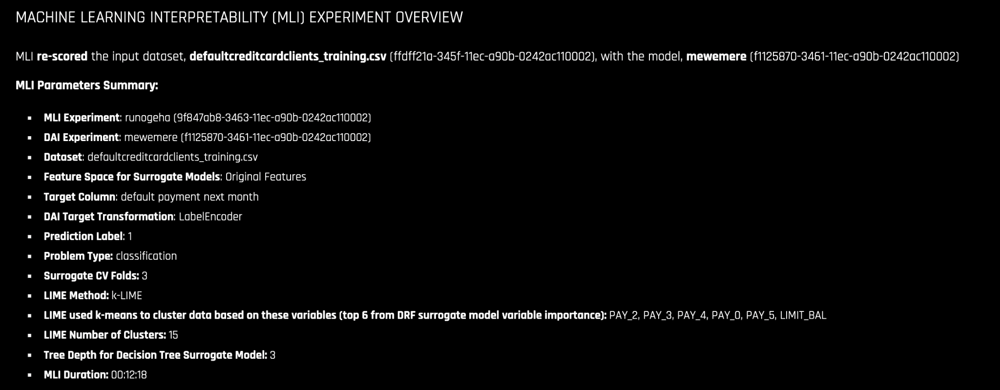 MACHINE LEARNING INTERPRETABILITY (MLI) EXPERIMENT OVERVIEW
MLI re-scored the input dataset, defaultcreditcardclients_training.csv (ffdff21a-345f-11ec-a90b-0242ac110002), with the model, mewemere (f1125870-3461-11ec-a90b-0242ac110002)
MLI Parameters Summary:
▪ MLI Experiment: runogeha (9f847ab8-3463-11ec-a90b-0242ac110002)
▪ DAI Experiment: mewemere (f1125870-3461-11ec-a90b-0242ac110002)
▪ Dataset: defaultcreditcardclients_training.csv
▪ Feature Space for Surrogate Models: Original Features
▪ Target Column: default payment next month
▪ DAI Target Transformation: LabelEncoder
▪ Prediction Label: 1
▪ Problem Type: classification
▪ Surrogate CV Folds: 3
▪ LIME Method: k-LIME
▪ LIME used k-means to cluster data based on these variables (top 6 from DRF surrogate model variable importance): PAY_2, PAY_3, PAY_4, PAY_0, PAY_5, LIMIT_BAL
▪ LIME Number of Clusters: 15
▪ Tree Depth for Decision Tree Surrogate Model: 3
▪ MLI Duration: 00:12:18